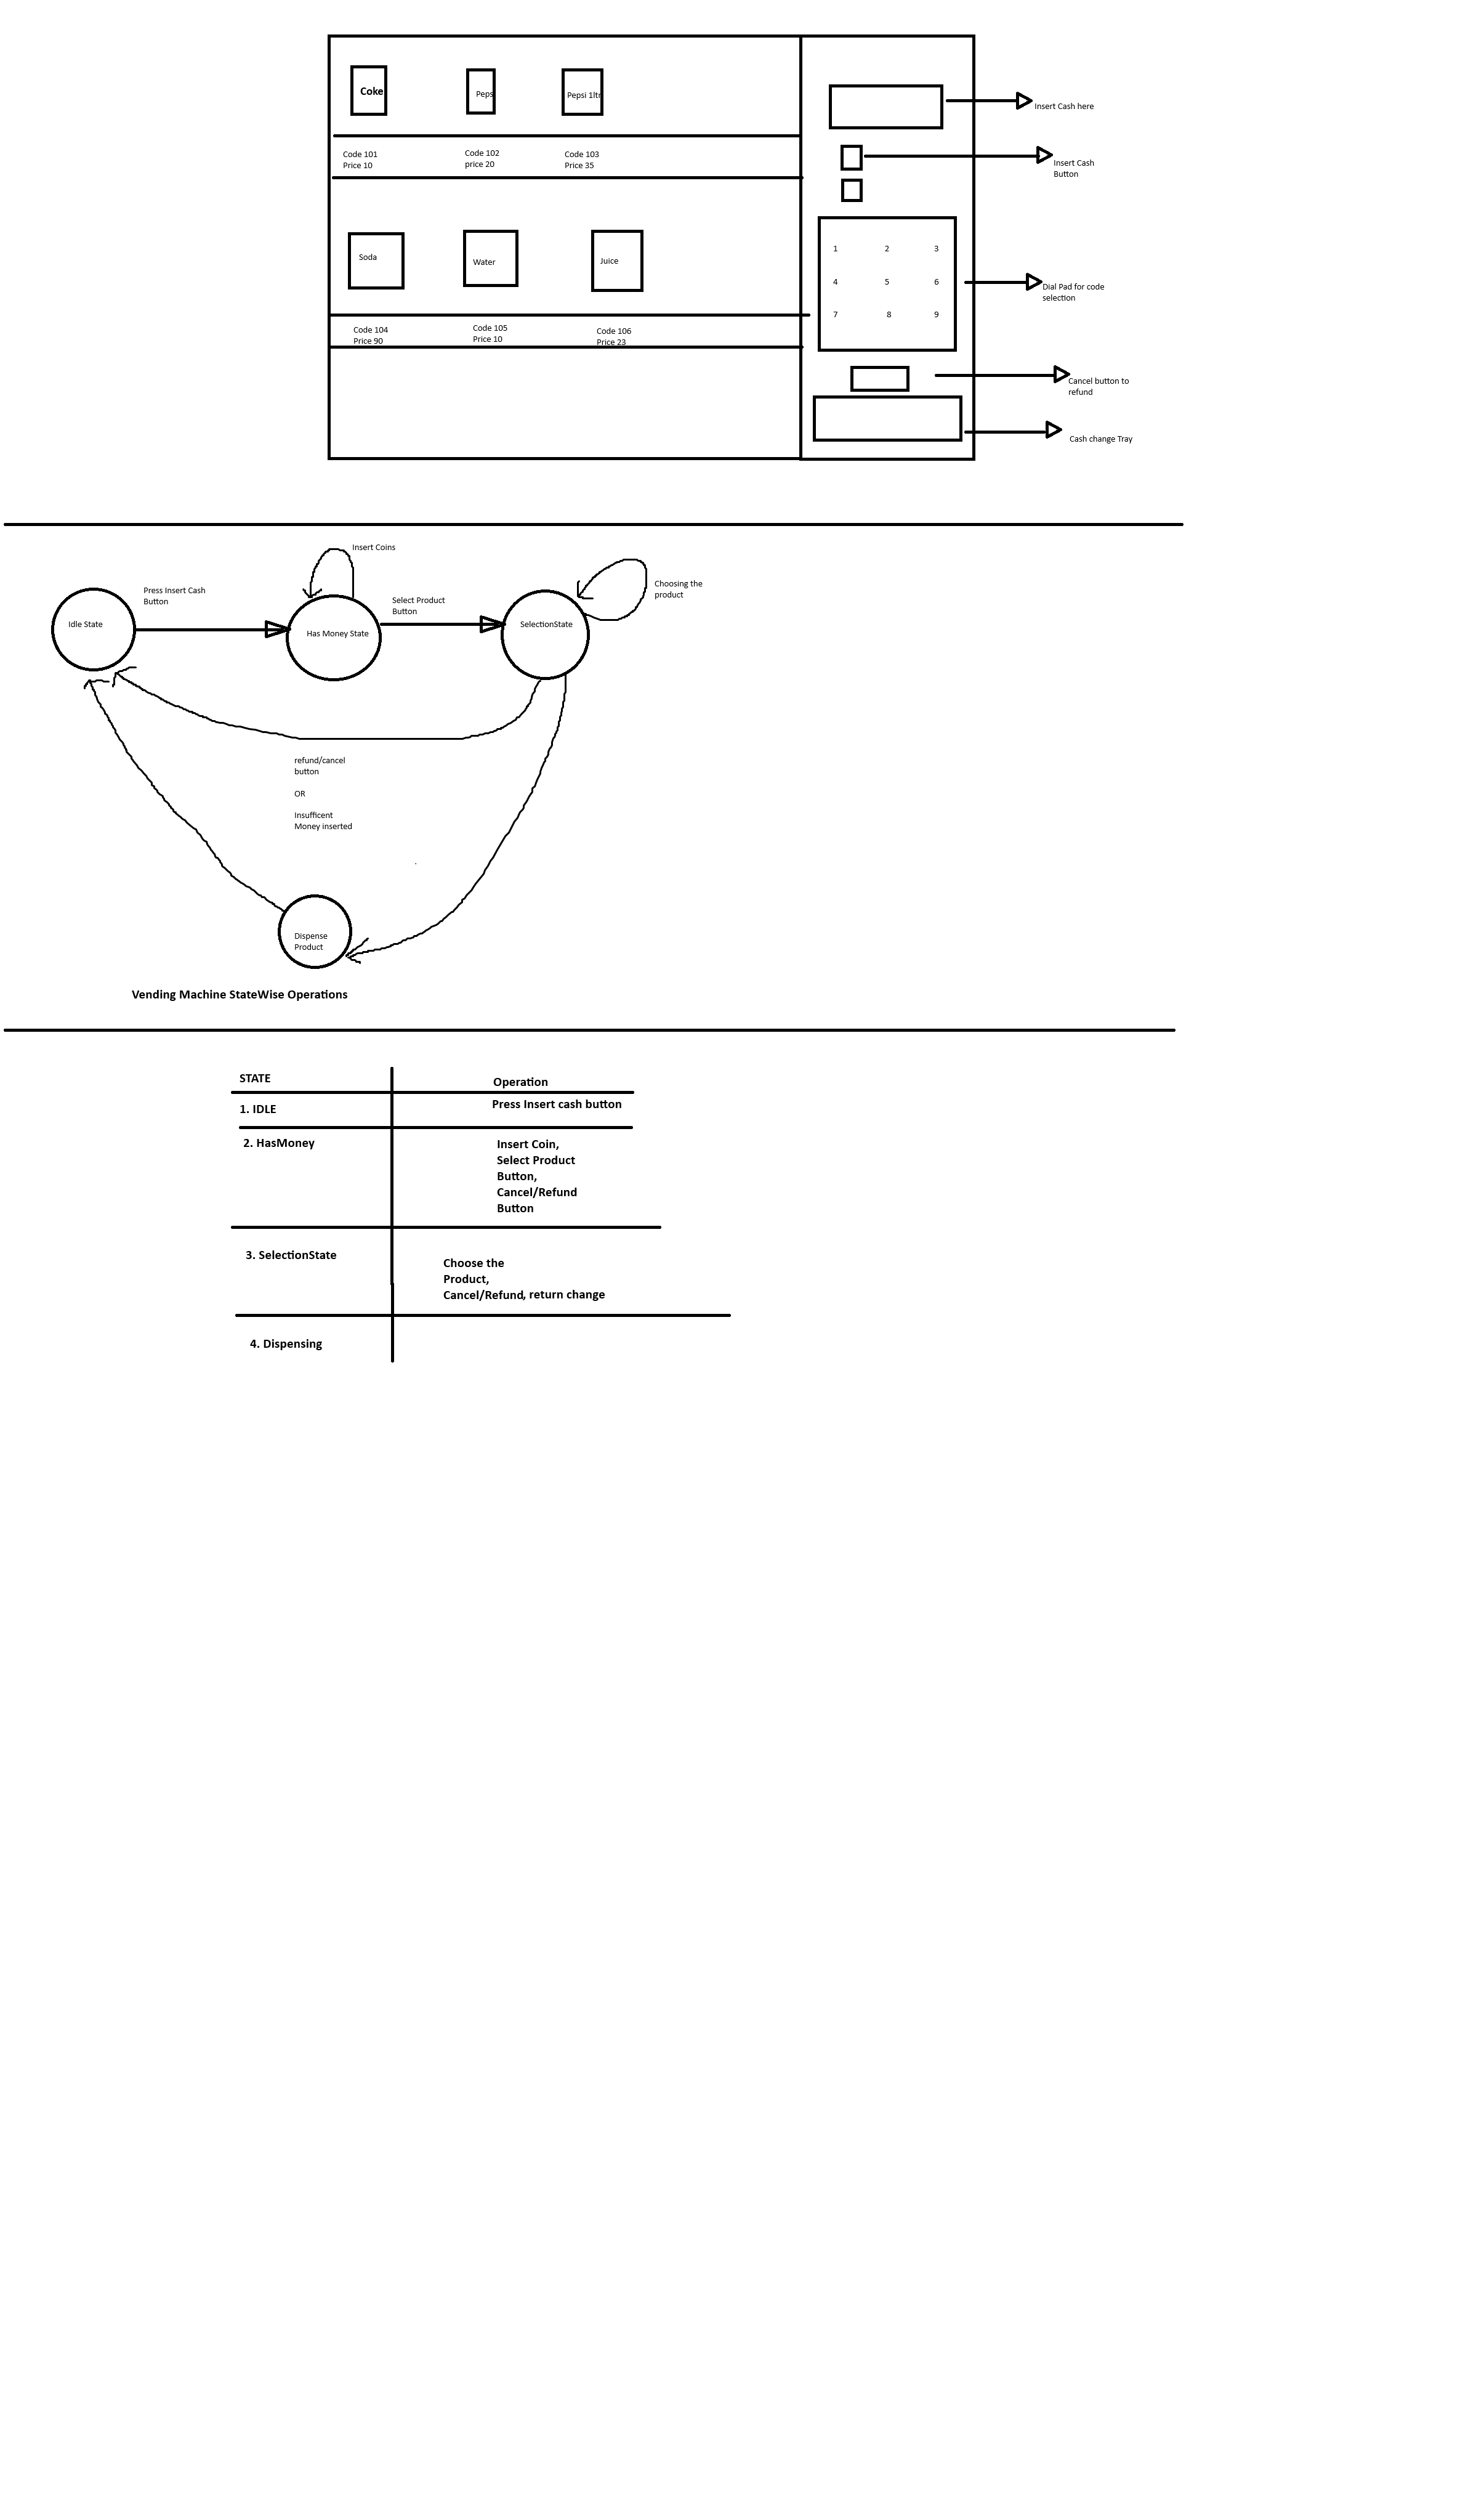 Coke
Peps
Pepsi 1ltr
Insert Cash here
Code 101
Price 10
Code 102
price 20
Code 103
Price 35
Insert Cash
Button
Soda
Water
Juice
1 2 3
4 5 6
7 8 9
Dial Pad for code
selection
Code 104
Price 90
Code 105
Price 10
Code 106
Price 23
Cancel button to
refund
Cash change Tray
Insert Coins
Press Insert Cash
Button
Select Product
Button
Choosing the
product
Idle State
Has Money State
SelectionState
refund/cancel
button
OR
Insufficent
Money inserted
Dispense
Product
Vending Machine StateWise Operations
STATE
Operation
1. IDLE
Press Insert cash button
2. HasMoney
Insert Coin,
Select Product
Button,
Cancel/Refund
Button
3. SelectionState
Choose the
Product,
Cancel/Refund, return change
4. Dispensing